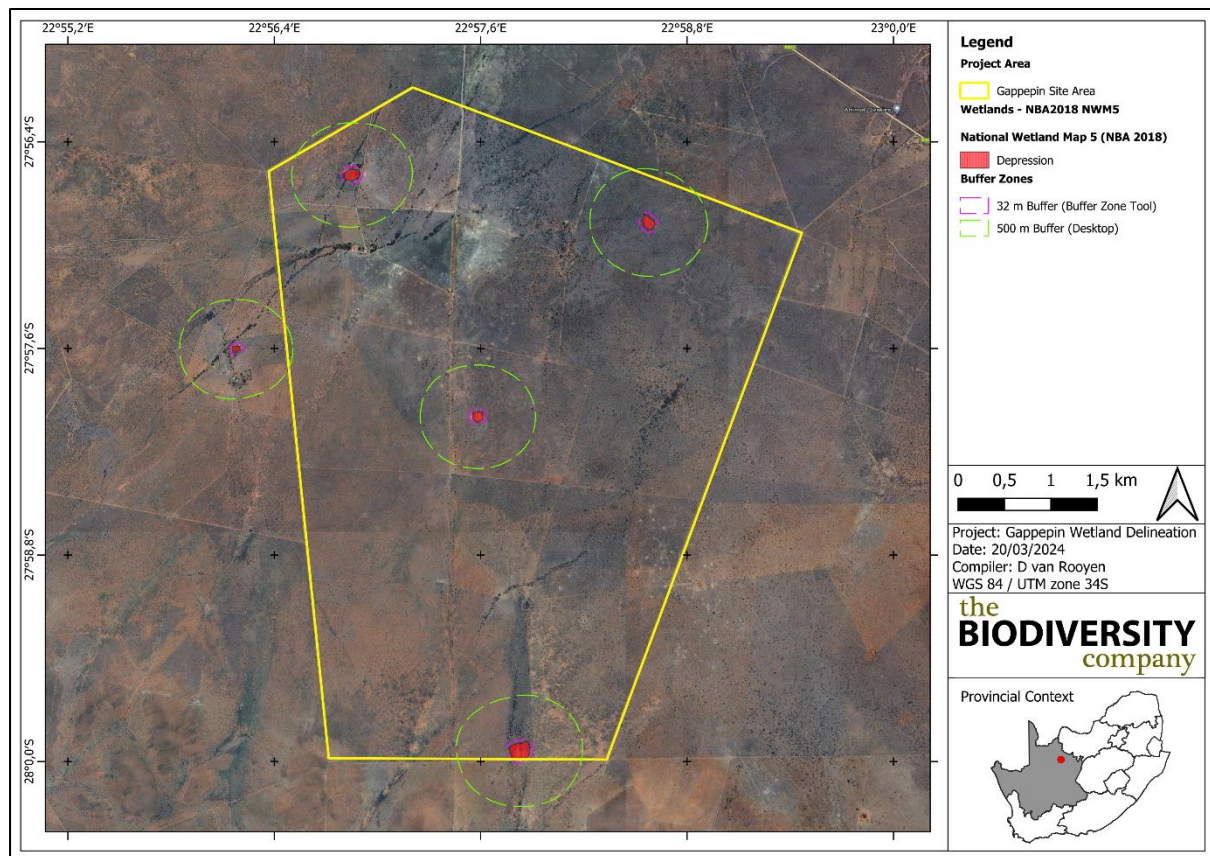 22°55,2′E
22°56,4′E
22°57,6′E
22°58,8′E
23°0,0′E
27°56,4′S
27°57,6′S
27°58,8′S
28°0,0′S
Legend
Project Area
Gappepin Site Area
Wetlands - NBA2018 NWM5
National Wetland Map 5 (NBA 2018)
Depression
Buffer Zones
32 m Buffer (Buffer Zone Tool)
500 m Buffer (Desktop)
0 0,5 1 1,5 km
Project: Gappepin Wetland Delineation
Date: 20/03/2024
Compiler: D van Rooyen
WGS 84 / UTM zone 34S
the
BIODIVERSITY
company
Provincial Context